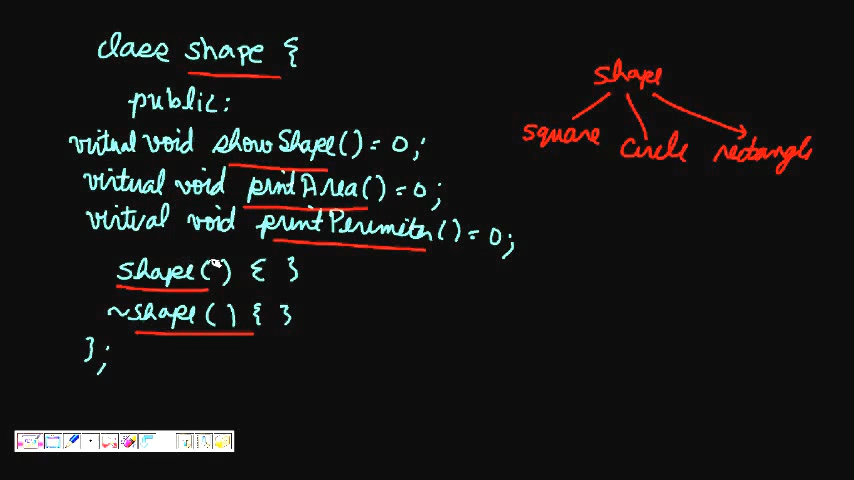 class shape {
public:
virtual void showShape() = 0;
virtual void printArea() = 0;
virtual void printPerimeter() = 0;
shape() { }
~shape() { }
};
shape
square circle rectangle